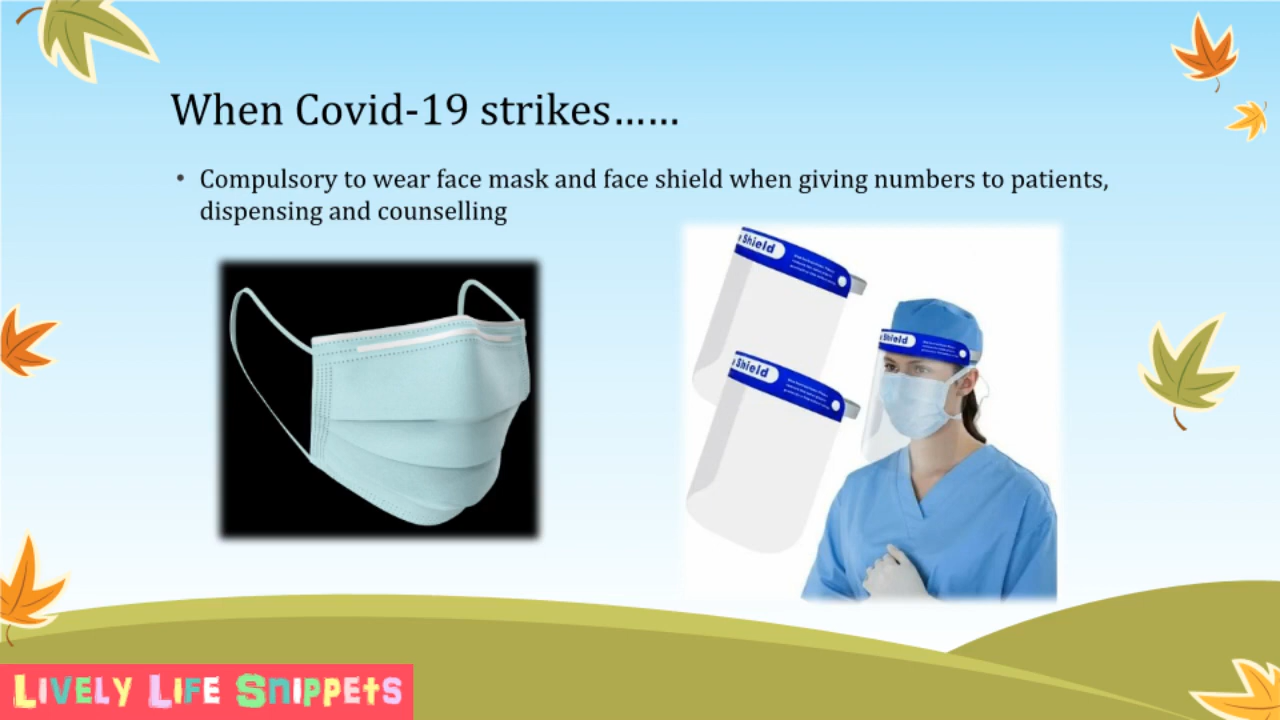 When Covid-19 strikes……
• Compulsory to wear face mask and face shield when giving numbers to patients,
dispensing and counselling
Shield
Shield
Shield
LIVELY LIFE SNIPPETS